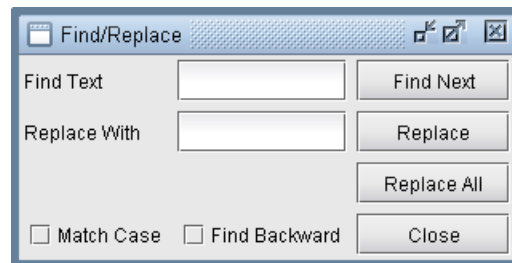 Find/Replace
Find Text Find Next
Replace With Replace
Replace All
Match Case Find Backward Close